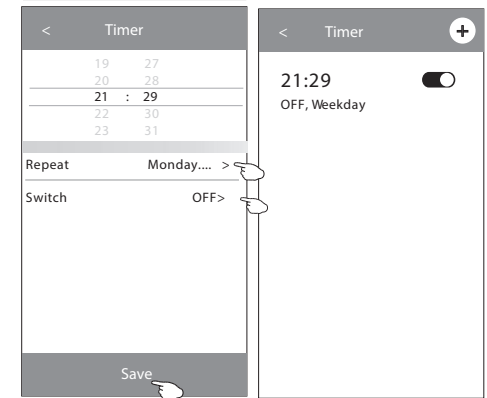 < Timer
19 27
20 28
21 : 29
22 30
23 31
Repeat Monday.... >
Switch OFF>
Save
< Timer +
21:29
OFF, Weekday